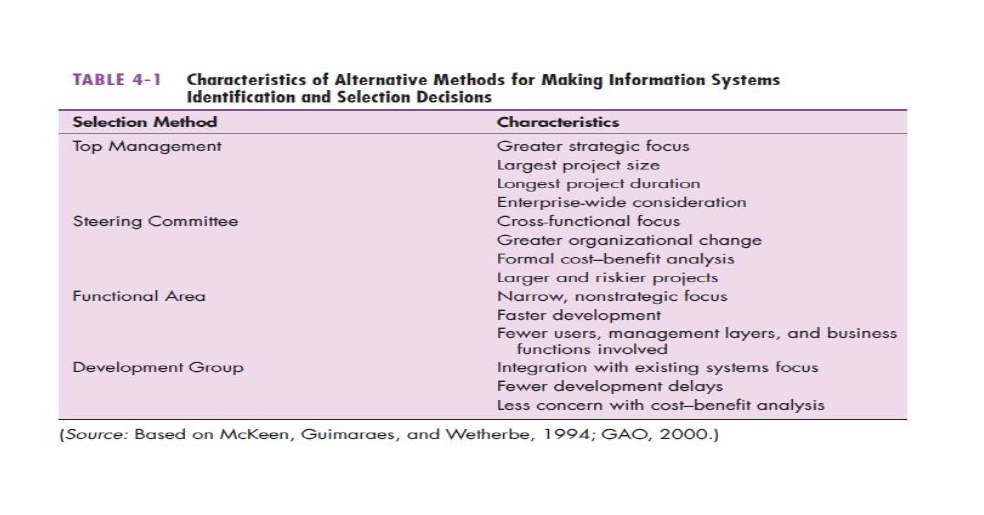 TABLE 4-1 Characteristics of Alternative Methods for Making Information Systems
Identification and Selection Decisions
Selection Method Characteristics
Top Management Greater strategic focus
Largest project size
Longest project duration
Enterprise-wide consideration
Steering Committee Cross-functional focus
Greater organizational change
Formal cost–benefit analysis
Larger and riskier projects
Functional Area Narrow, nonstrategic focus
Faster development
Fewer users, management layers, and business
functions involved
Development Group Integration with existing systems focus
Fewer development delays
Less concern with cost–benefit analysis
(Source: Based on McKeen, Guimaraes, and Wetherbe, 1994; GAO, 2000.)